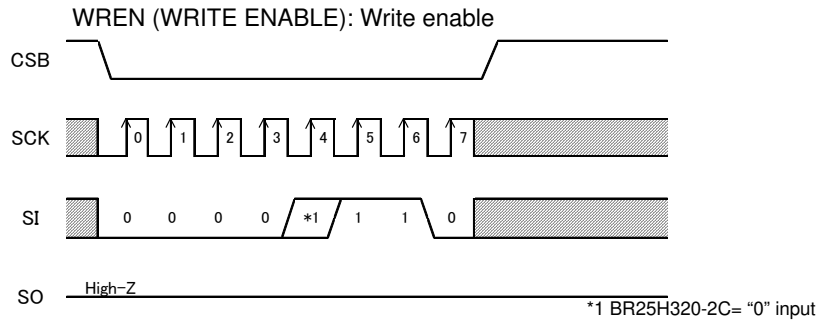 WREN (WRITE ENABLE): Write enable
CSB
SCK 0 1 2 3 4 5 6 7
SI 0 0 0 0 *1 1 1 0
SO High-Z
*1 BR25H320-2C= “0” input